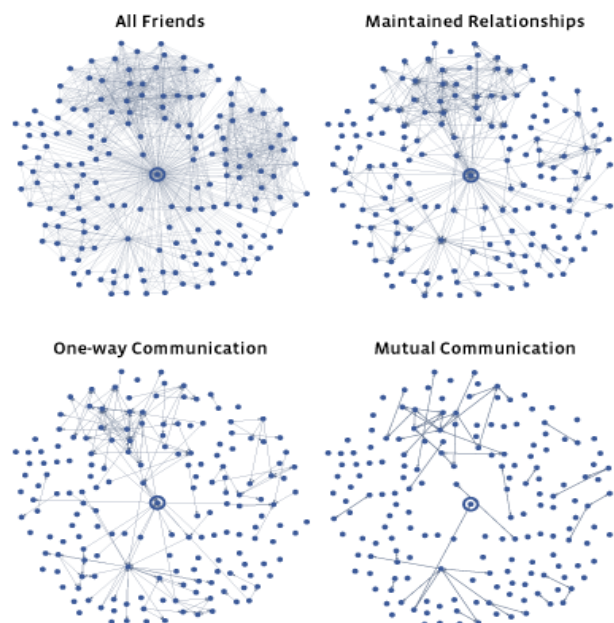 All Friends
Maintained Relationships
One-way Communication
Mutual Communication